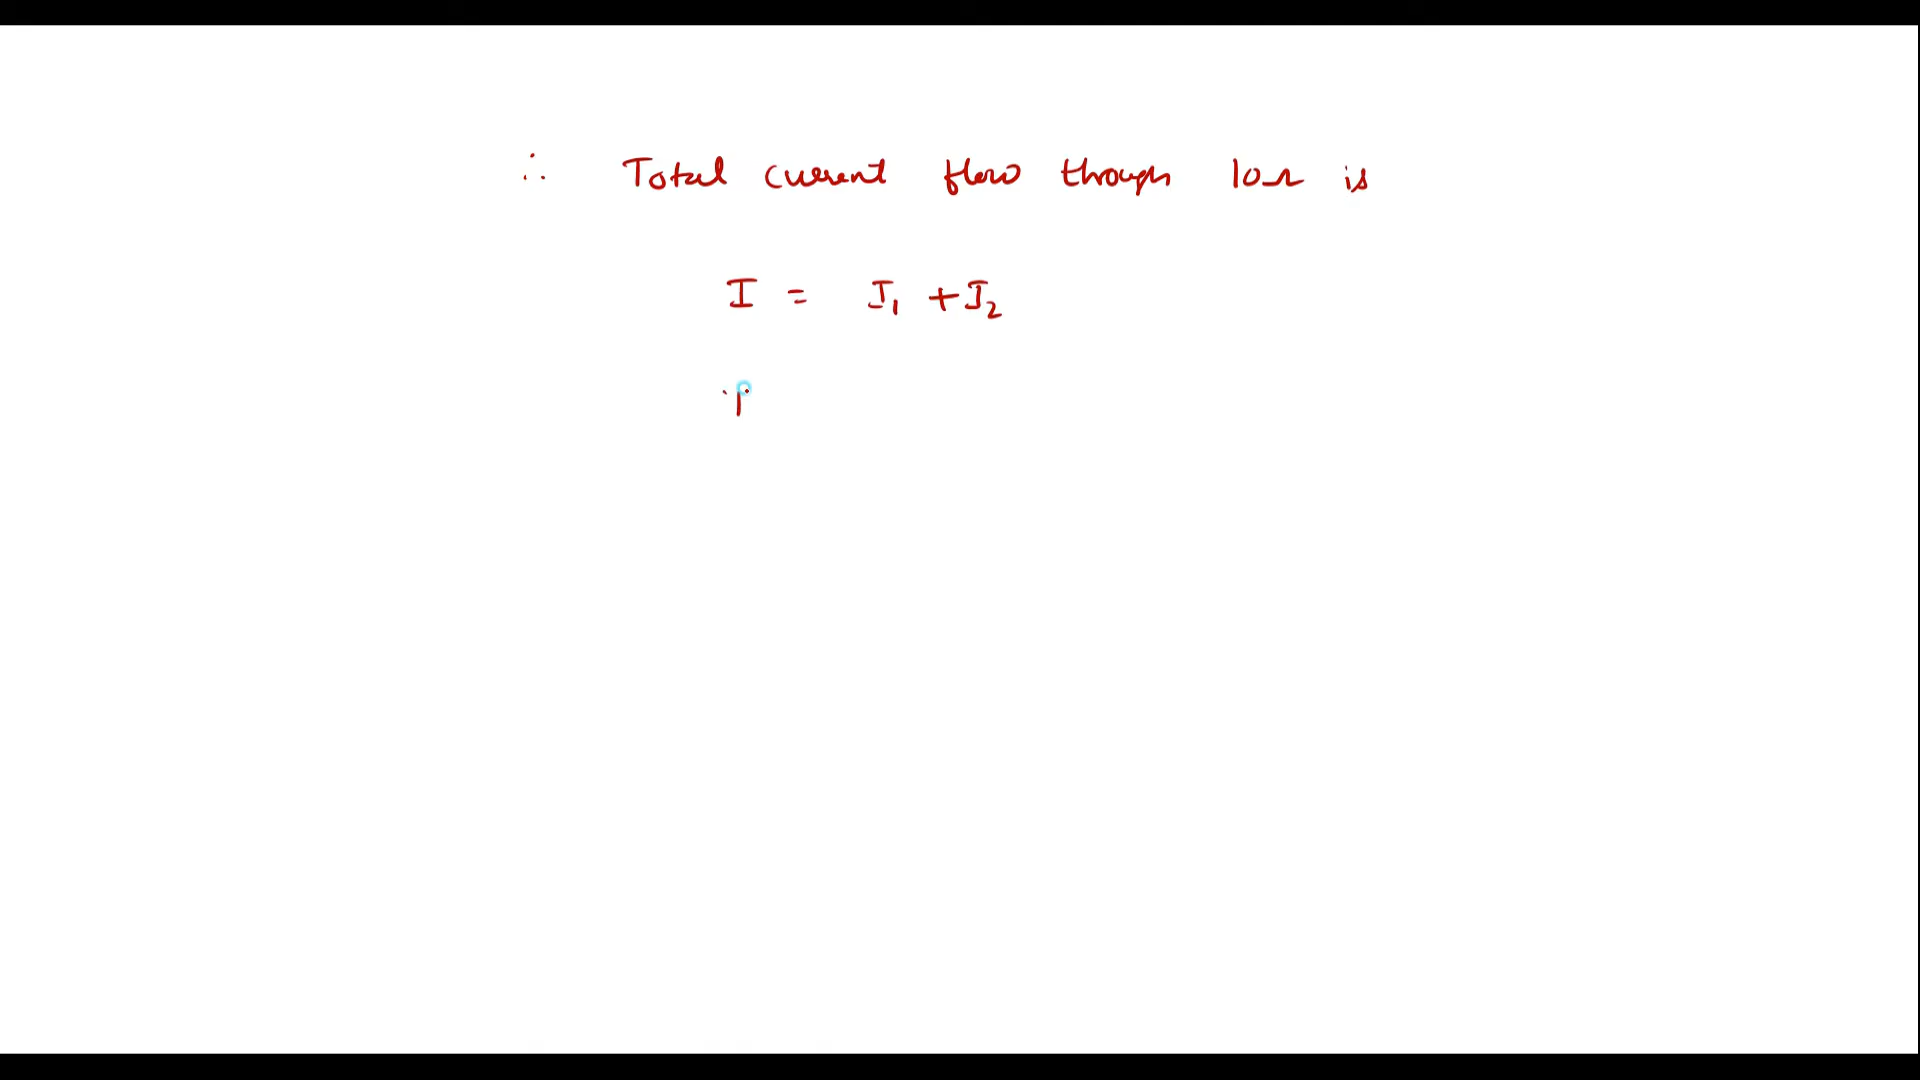 ∴ Total current flow through 10Ω is
I = I₁ + I₂